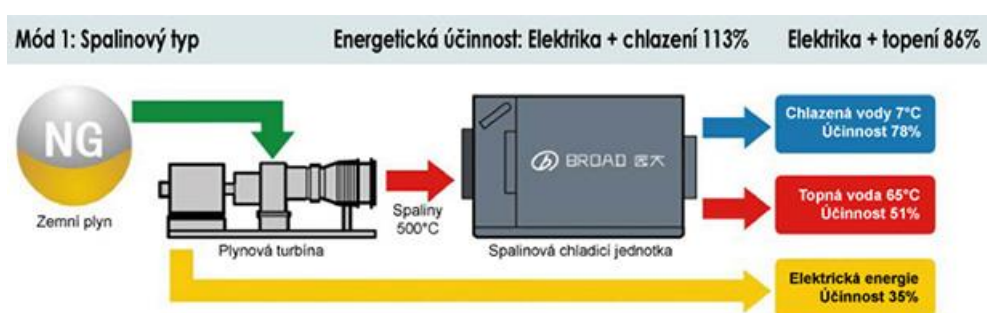 Mód 1: Spalinový typ
Energetická účinnost: Elektrika + chlazení 113%
Elektrika + topení 86%
NG
Zemní plyn
Plynová turbína
Spaliny
500°C
BROAD 远大
Spalinová chladicí jednotka
Chlazená vody 7°C
Účinnost 78%
Topná voda 65°C
Účinnost 51%
Elektrická energie
Účinnost 35%